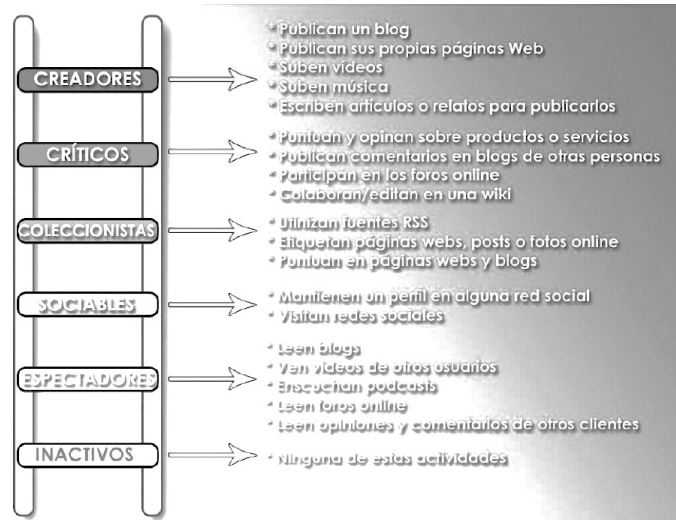 CREADORES
* Publican un blog
* Publican sus propias páginas Web
* Suben vídeos
* Suben música
* Escriben artículos o relatos para publicarlos
CRÍTICOS
* Puntuan y opinan sobre productos o servicios
* Publican comentarios en blogs de otras personas
* Participan en los foros online
* Colaboran/editan en una wiki
COLECCIONISTAS
* Utinizan fuentes RSS
* Etiquetan páginas webs, posts o fotos online
* Puntuan en páginas webs y blogs
SOCIABLES
* Mantienen un perfil en alguna red social
* Visitan redes sociales
ESPECTADORES
* Leen blogs
* Ven vídeos de otros usuarios
* Enscuchan podcasts
* Leen foros online
* Leen opiniones y comentarios de otros clientes
INACTIVOS
* Ninguna de estas actividades